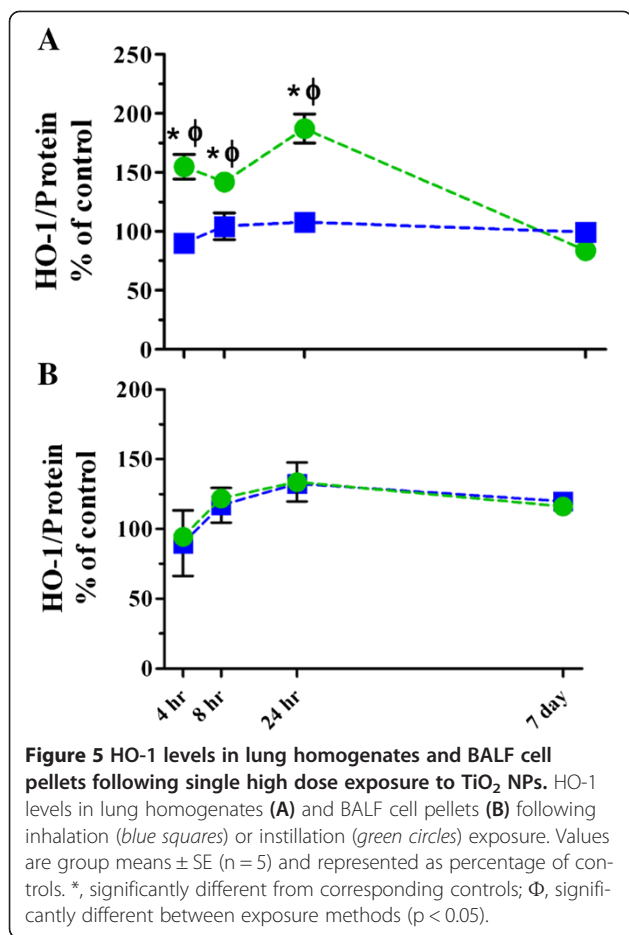 A
HO-1/Protein
% of control
250
200
150
100
50
0
* ϕ
* ϕ
* ϕ
B
HO-1/Protein
% of control
200
150
100
50
0
4 hr
8 hr
24 hr
7 day
Figure 5 HO-1 levels in lung homogenates and BALF cell
pellets following single high dose exposure to TiO₂ NPs. HO-1
levels in lung homogenates (A) and BALF cell pellets (B) following
inhalation (blue squares) or instillation (green circles) exposure. Values
are group means ± SE (n = 5) and represented as percentage of con-
trols. *, significantly different from corresponding controls; Φ, signifi-
cantly different between exposure methods (p < 0.05).